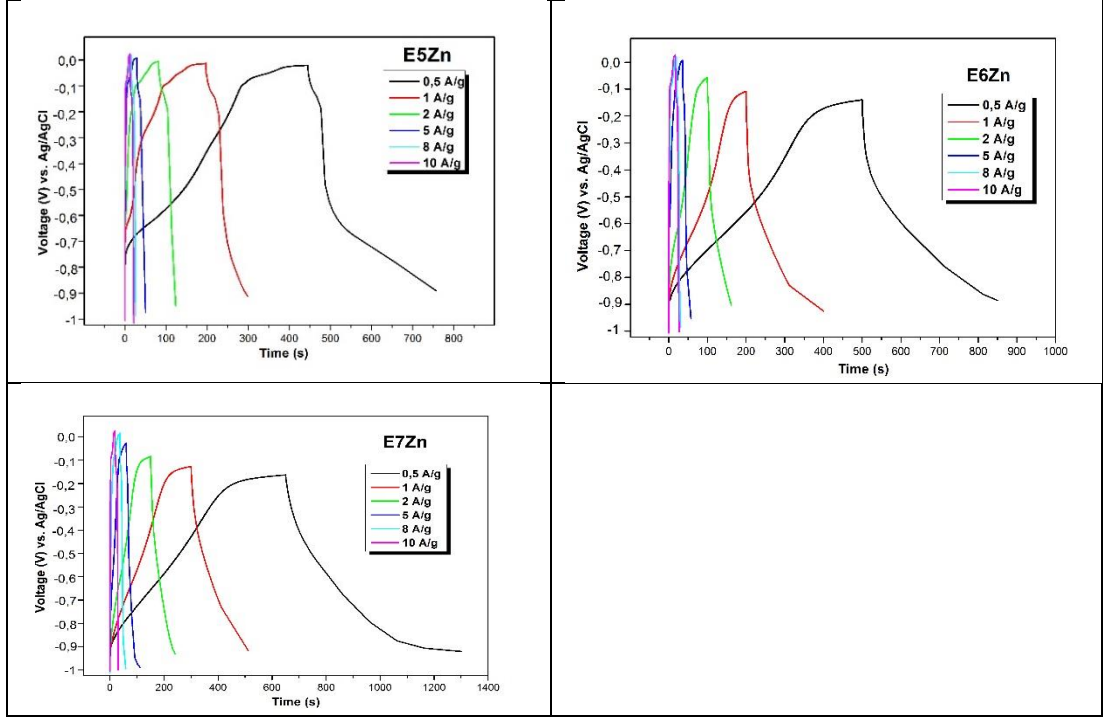 E5Zn
0,5 A/g
1 A/g
2 A/g
5 A/g
8 A/g
10 A/g
Voltage (V) vs. Ag/AgCl
0,0
-0,1
-0,2
-0,3
-0,4
-0,5
-0,6
-0,7
-0,8
-0,9
-1
-100 0 100 200 300 400 500 600 700 800
Time (s)
E6Zn
0,5 A/g
1 A/g
2 A/g
5 A/g
8 A/g
10 A/g
Voltage (V) vs. Ag/AgCl
0,0
-0,1
-0,2
-0,3
-0,4
-0,5
-0,6
-0,7
-0,8
-0,9
-1
-100 0 100 200 300 400 500 600 700 800 900 1000
Time (s)
E7Zn
0,5 A/g
1 A/g
2 A/g
5 A/g
8 A/g
10 A/g
Voltage (V) vs. Ag/AgCl
0,0
-0,1
-0,2
-0,3
-0,4
-0,5
-0,6
-0,7
-0,8
-0,9
-1
0 200 400 600 800 1000 1200 1400
Time (s)